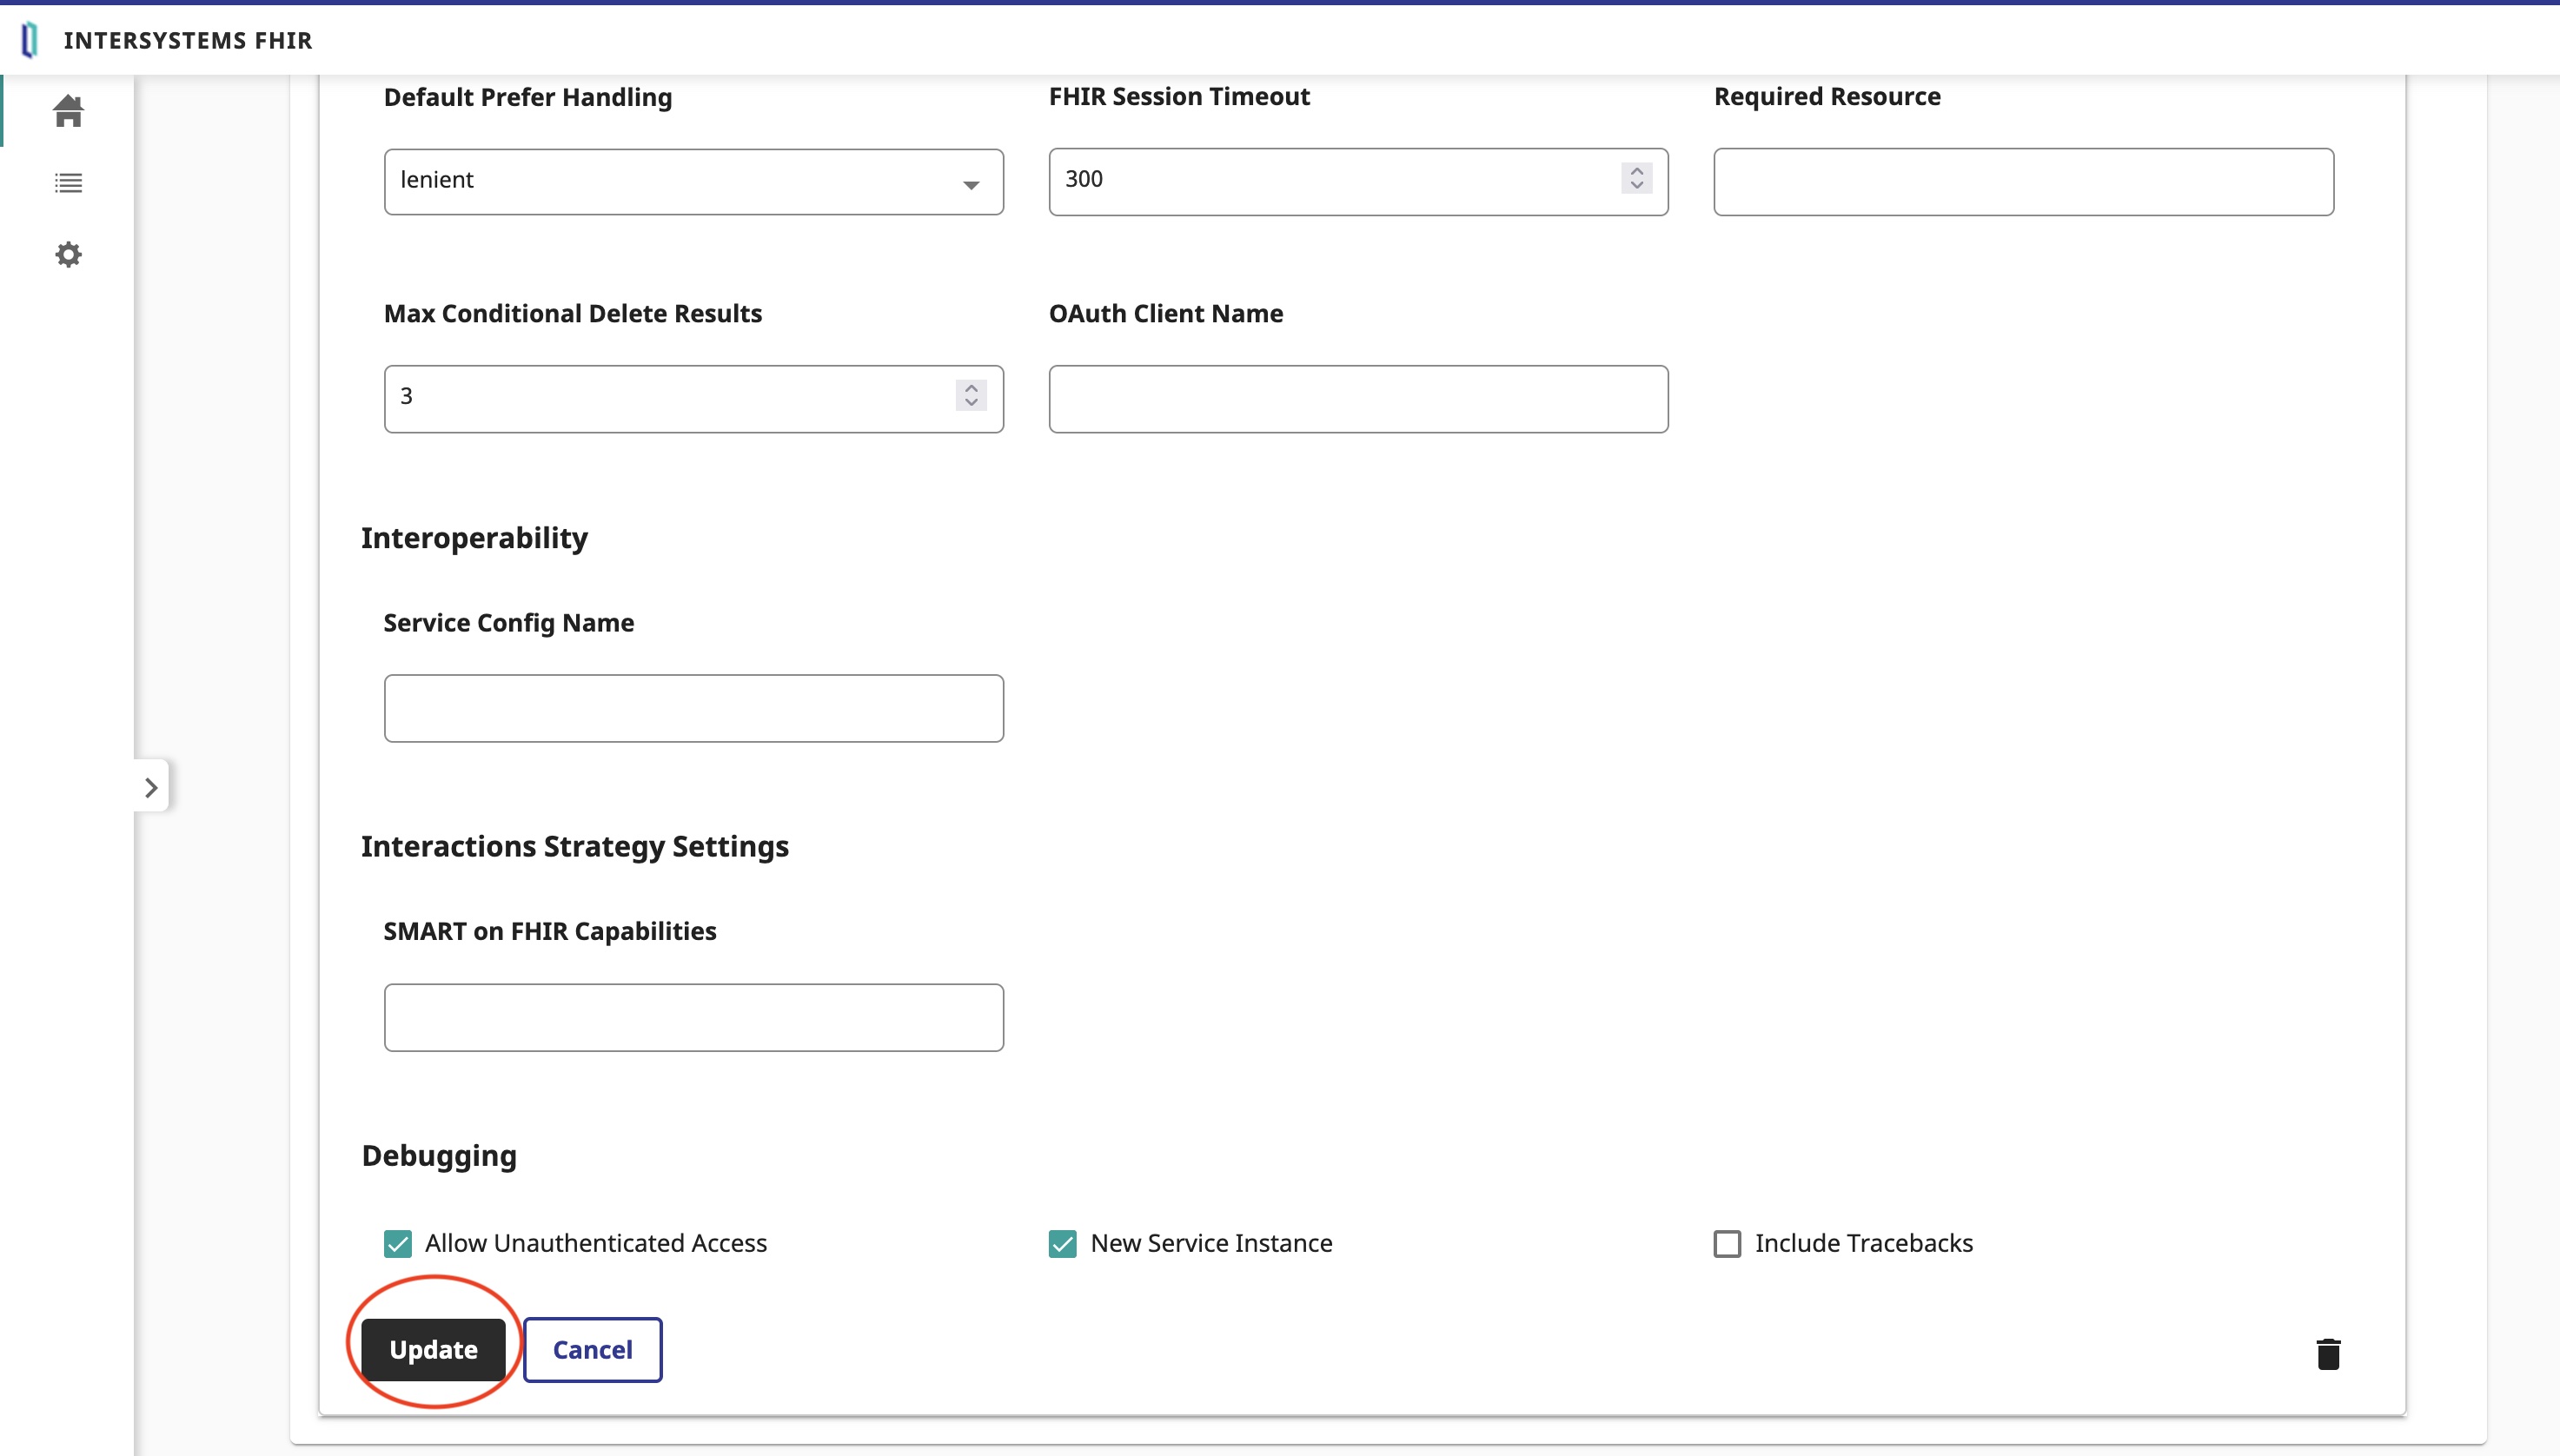 INTERSYSTEMS FHIR
Default Prefer Handling
FHIR Session Timeout
Required Resource
lenient
300
Max Conditional Delete Results
OAuth Client Name
3
Interoperability
Service Config Name
Interactions Strategy Settings
SMART on FHIR Capabilities
Debugging
Allow Unauthenticated Access
New Service Instance
Include Tracebacks
Update
Cancel